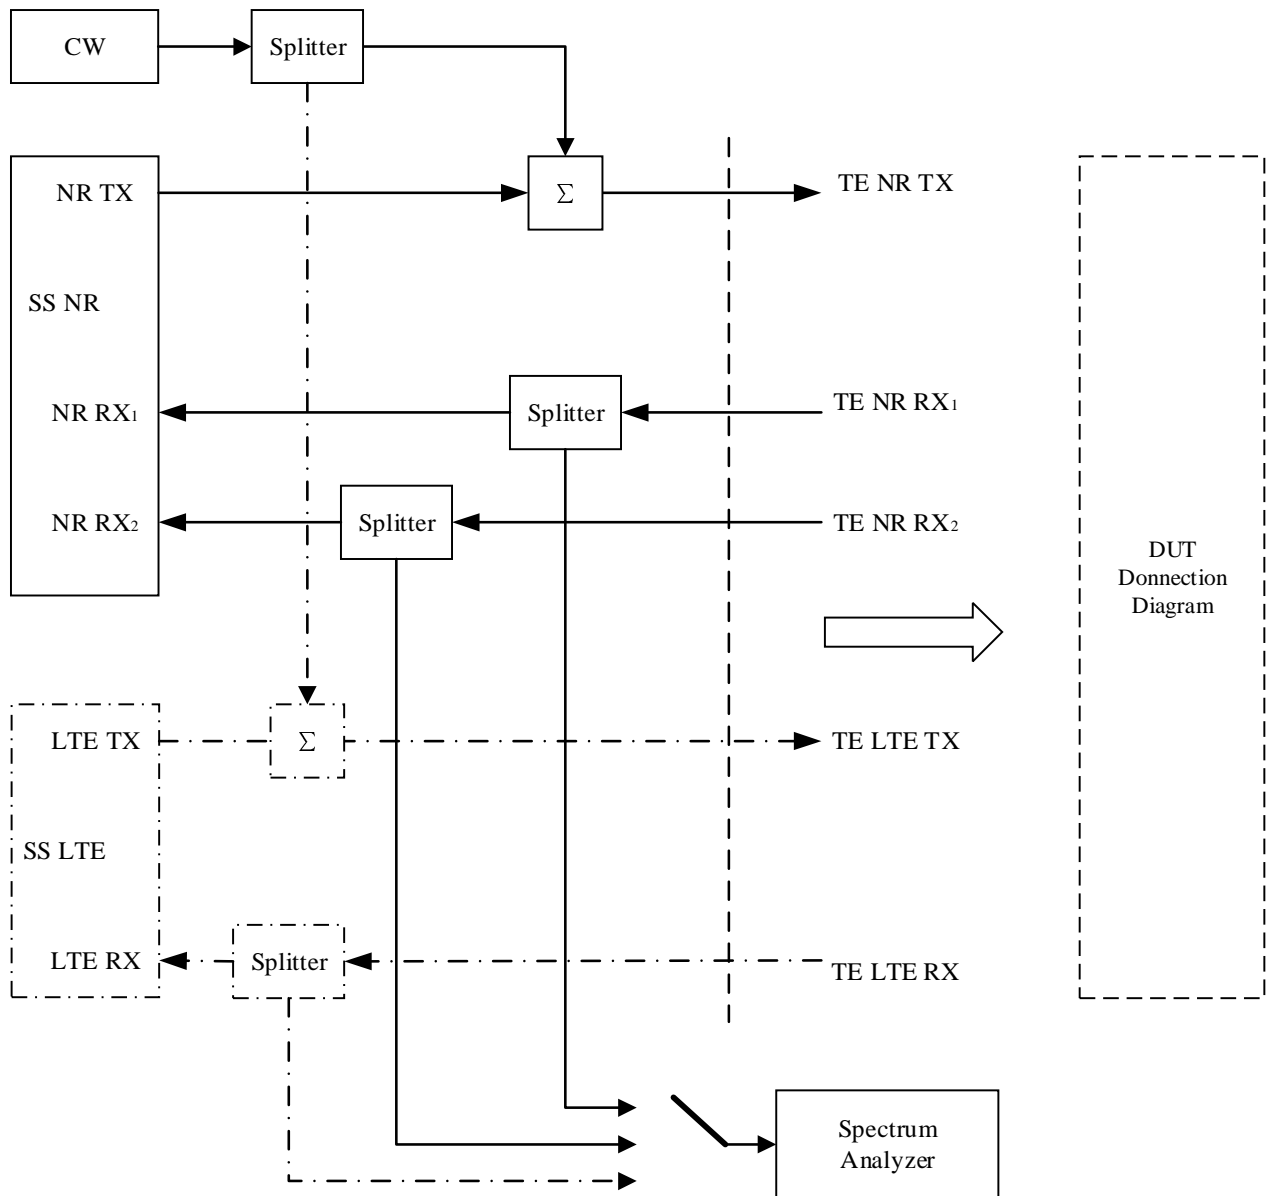 CW
Splitter
NR TX
Σ
TE NR TX
SS NR
NR RX1
Splitter
TE NR RX1
NR RX2
Splitter
TE NR RX2
DUT
Donnection
Diagram
LTE TX
Σ
TE LTE TX
SS LTE
LTE RX
Splitter
TE LTE RX
Spectrum
Analyzer